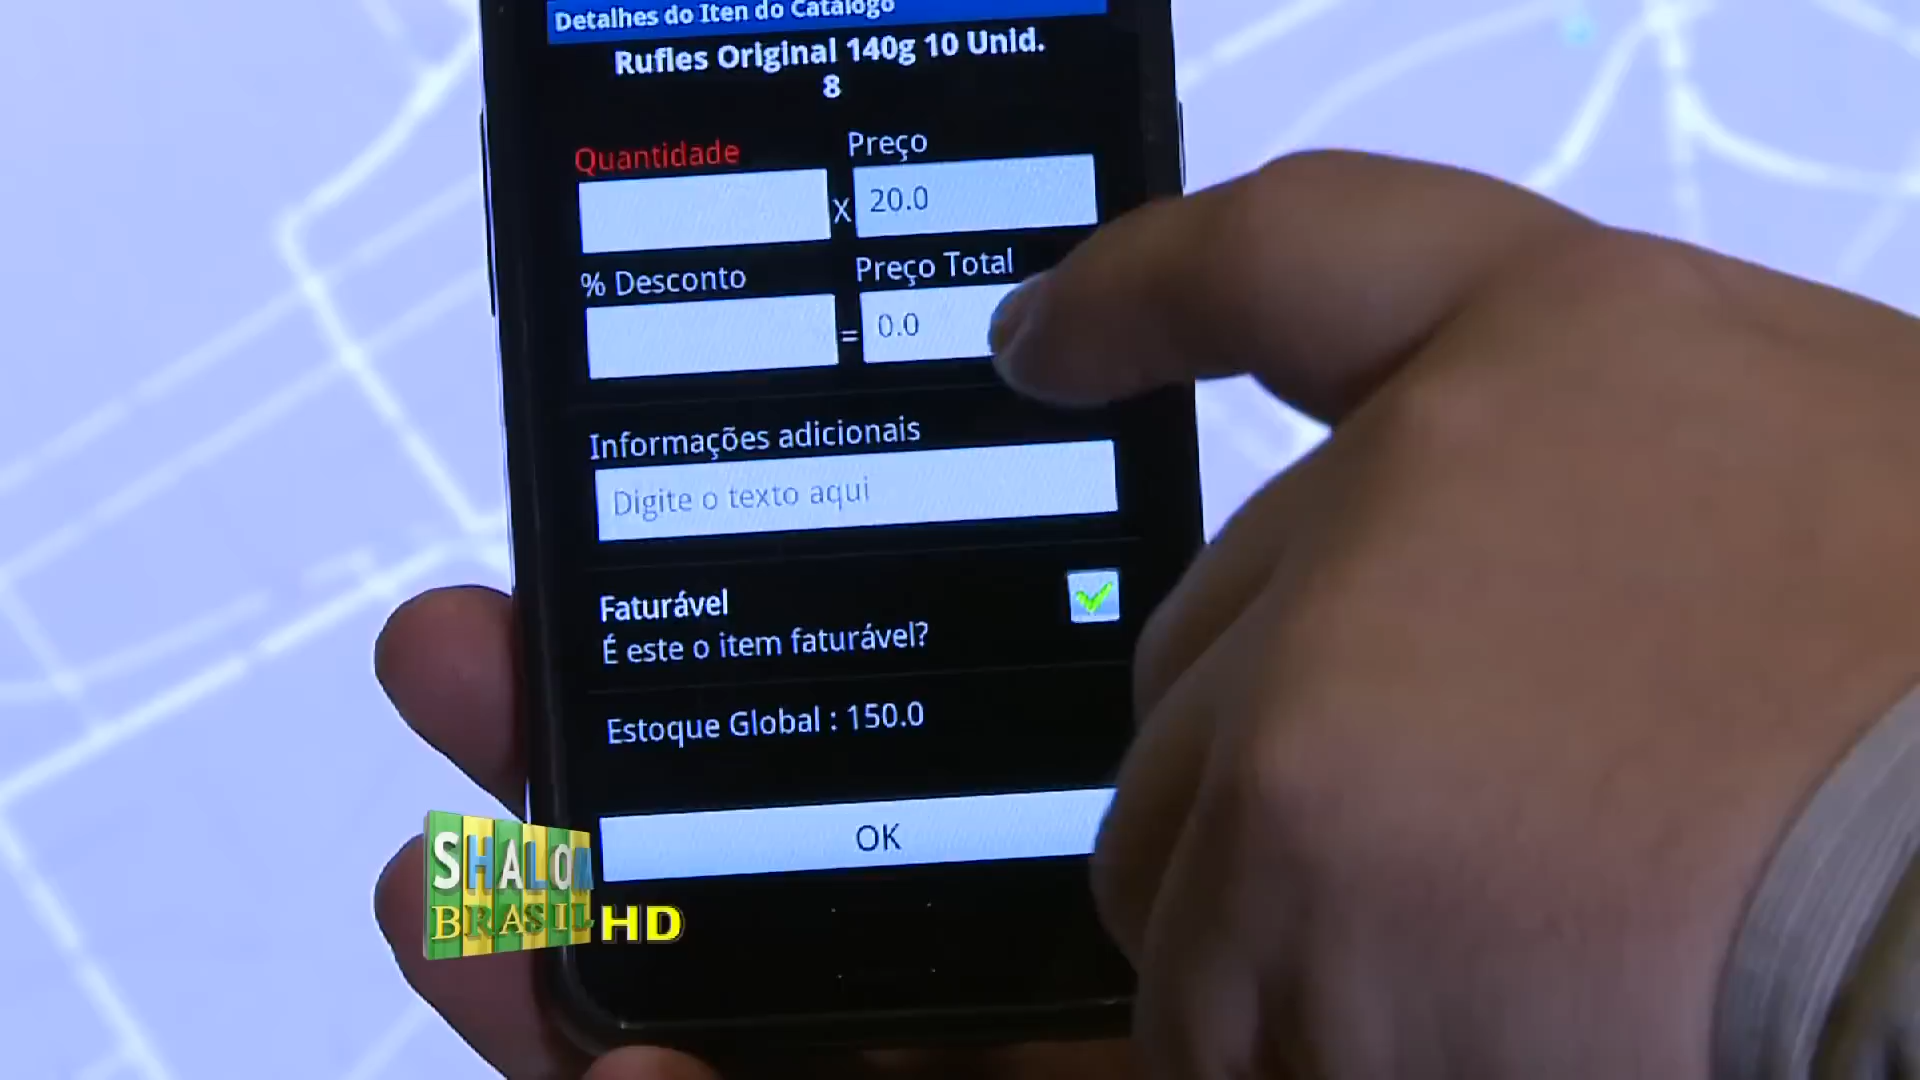 Detalhes do Iten do Catálogo
Rufles Original 140g 10 Unid.
8
Quantidade
Preço
X
20.0
% Desconto
Preço Total
=
0.0
Informações adicionais
Digite o texto aqui
Faturável
É este o item faturável?
Estoque Global : 150.0
OK
SHALOM
BRASIL HD